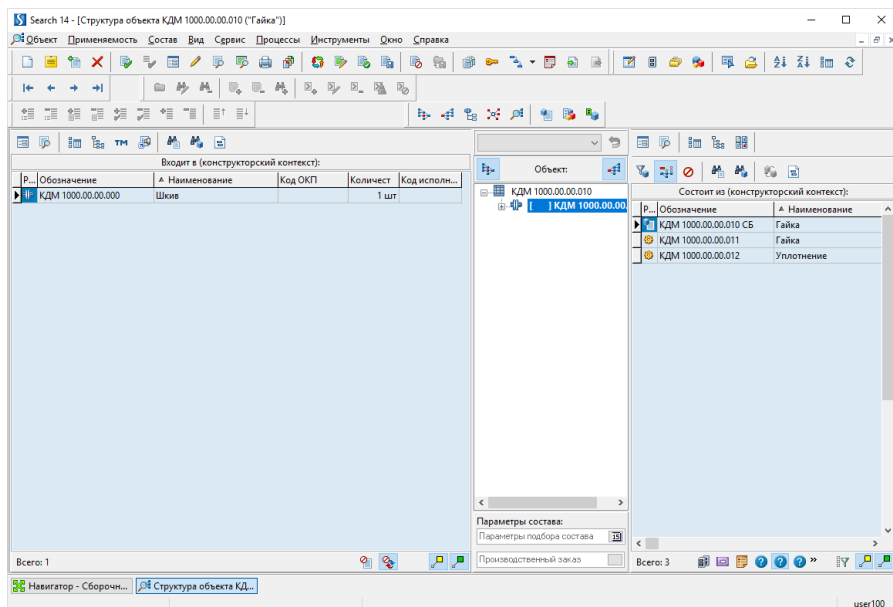 Search 14 - [Структура объекта КДМ 1000.00.00.010 ("Гайка")]
Объект Применяемость Состав Вид Сервис Процессы Инструменты Окно Справка
ТМ
Входит в (конструкторский контекст):
Р... Обозначение Наименование Код ОКП Количест Код исполн...
КДМ 1000.00.00.000 Шкив 1 шт
Объект:
КДМ 1000.00.00.010
[ ] КДМ 1000.00.00.
Состоит из (конструкторский контекст):
Р... Обозначение Наименование
КДМ 1000.00.00.010 СБ Гайка
КДМ 1000.00.00.011 Гайка
КДМ 1000.00.00.012 Уплотнение
Параметры состава:
Параметры подбора состава
Производственный заказ
Всего: 1
Всего: 3
Навигатор - Сборочн... Структура объекта КД...
user100